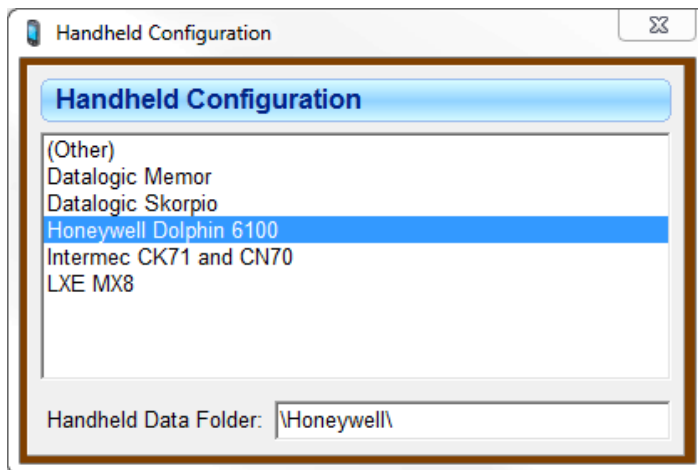 Handheld Configuration
Handheld Configuration
(Other)
Datalogic Memor
Datalogic Skorpio
Honeywell Dolphin 6100
Intermec CK71 and CN70
LXE MX8
Handheld Data Folder: \Honeywell\